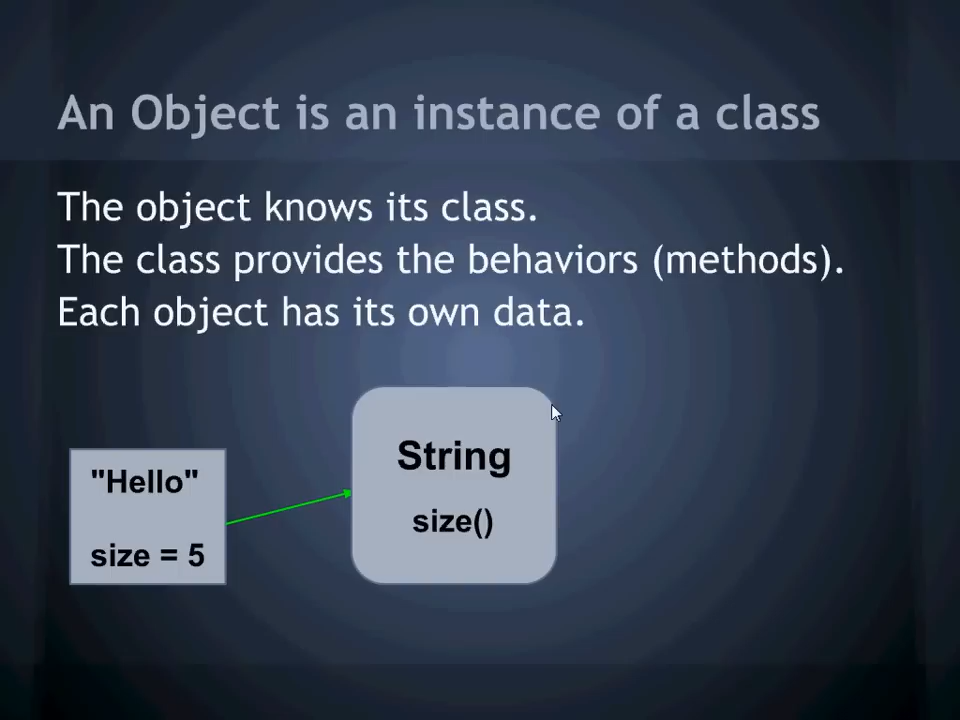 An Object is an instance of a class
The object knows its class.
The class provides the behaviors (methods).
Each object has its own data.
"Hello"
size = 5
String
size()